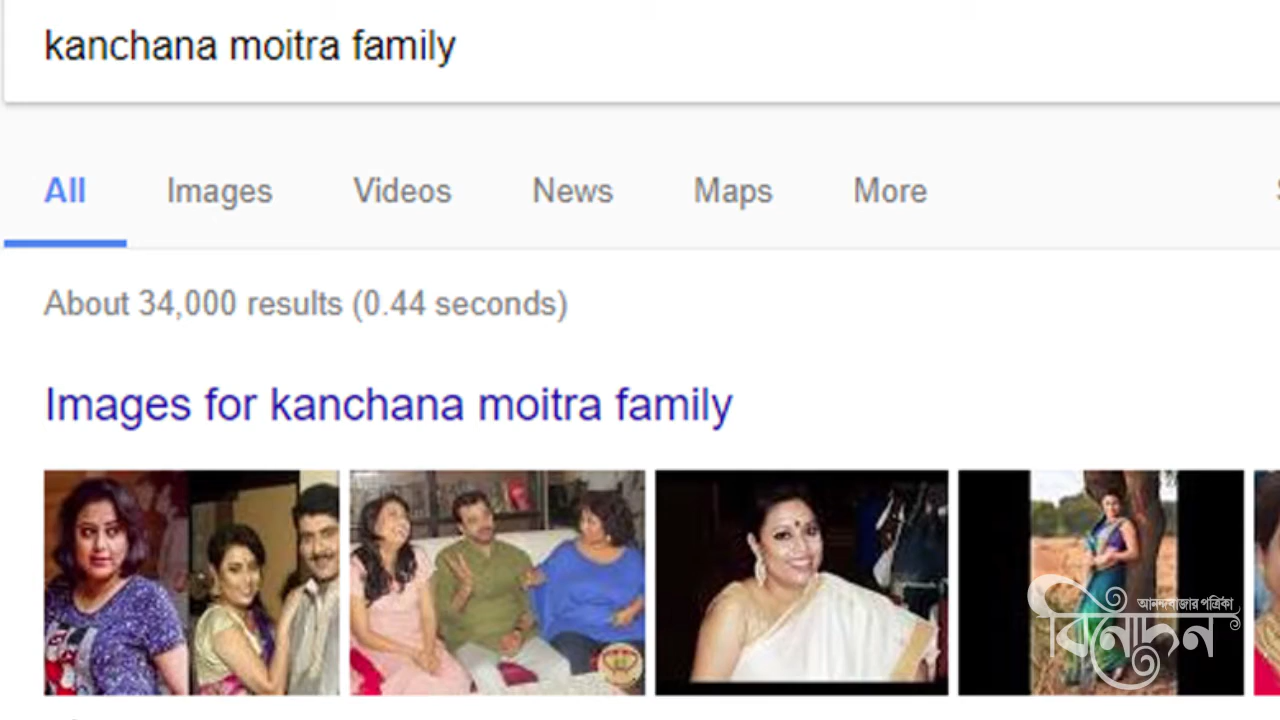 kanchana moitra family
All Images Videos News Maps More
About 34,000 results (0.44 seconds)
Images for kanchana moitra family
আনন্দবাজার পত্রিকা
বিনোদন